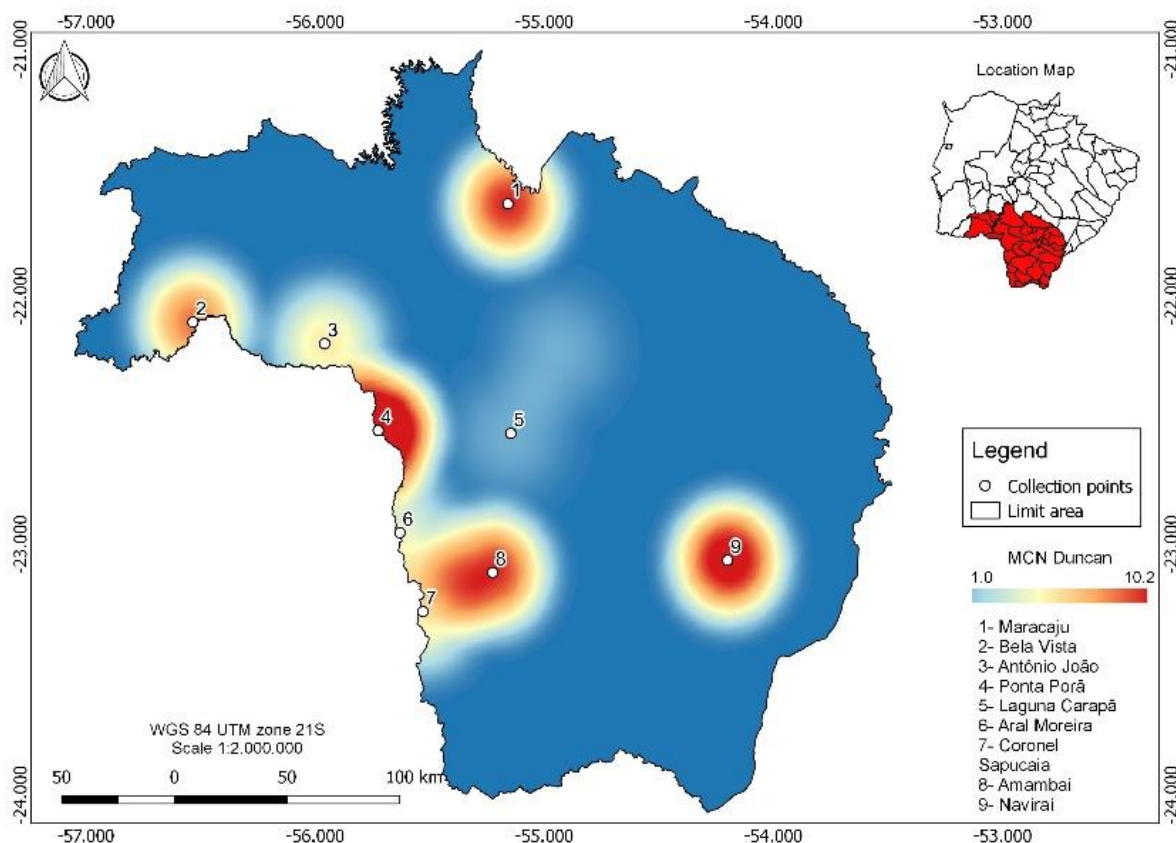 -57.000 -56.000 -55.000 -54.000 -53.000
-21.000 -21.000
Location Map
1
-22.000 -22.000
2
3
4
5
Legend
Collection points
Limit area
6
-23.000 -23.000
9
8
MCN Duncan
1.0 10.2
7
1- Maracaju
2- Bela Vista
3- Antônio João
4- Ponta Porã
5- Laguna Carapã
6- Aral Moreira
7- Coronel
Sapucaia
8- Amambai
9- Navirai
WGS 84 UTM zone 21S
Scale 1:2.000.000
50 0 50 100 km
-24.000 -24.000
-57.000 -56.000 -55.000 -54.000 -53.000